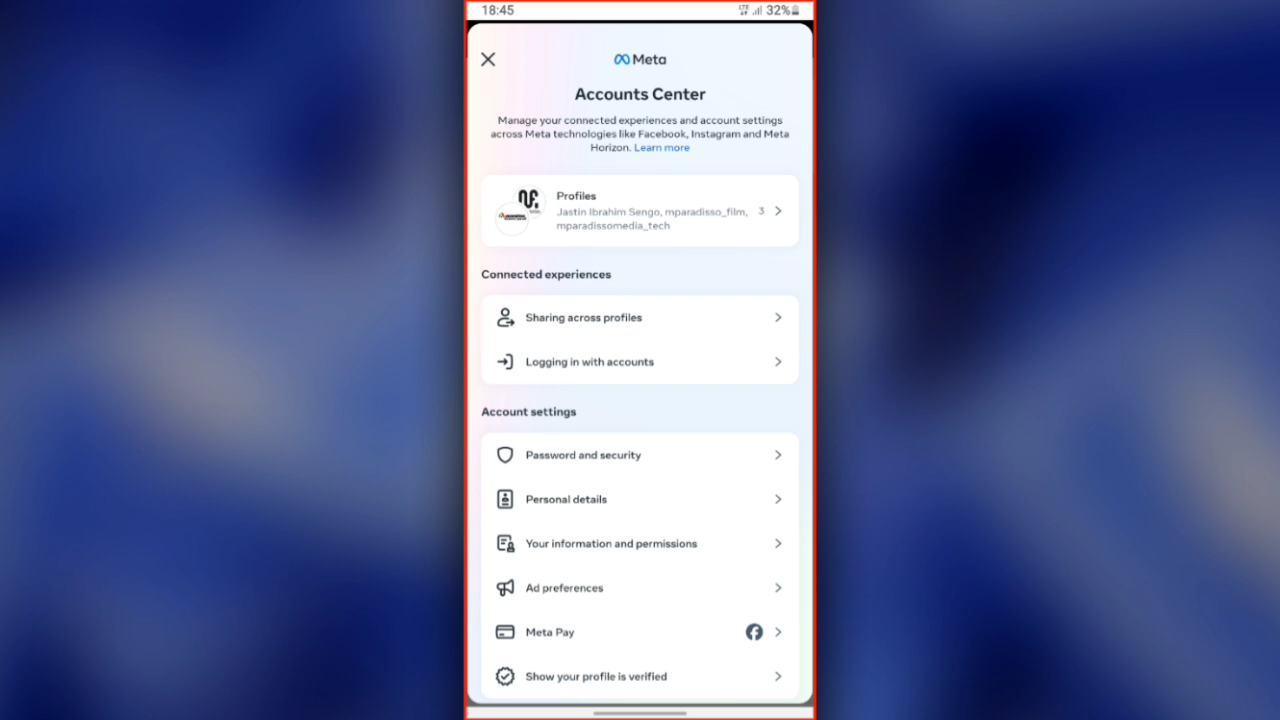 18:45
LTE 32%
Meta
Accounts Center
Manage your connected experiences and account settings
across Meta technologies like Facebook, Instagram and Meta
Horizon. Learn more
Profiles
Jastin Ibrahim Sengo, mparadisso_film, 3
mparadissomedia_tech
Connected experiences
Sharing across profiles
Logging in with accounts
Account settings
Password and security
Personal details
Your information and permissions
Ad preferences
Meta Pay
Show your profile is verified